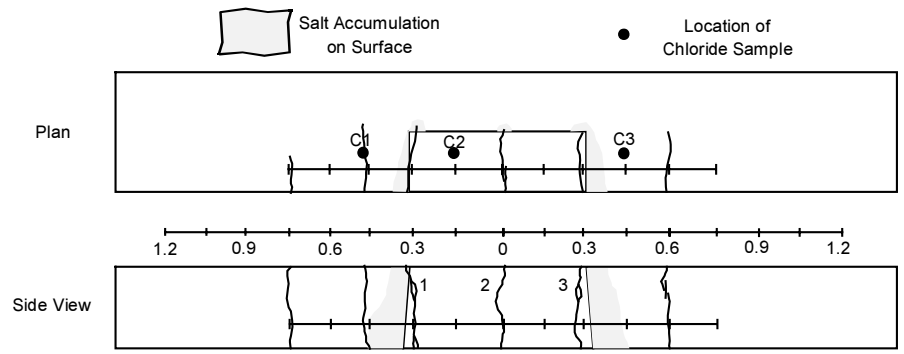 Salt Accumulation
on Surface
Location of
Chloride Sample
Plan
C1
C2
C3
1.2 0.9 0.6 0.3 0 0.3 0.6 0.9 1.2
Side View
1 2 3